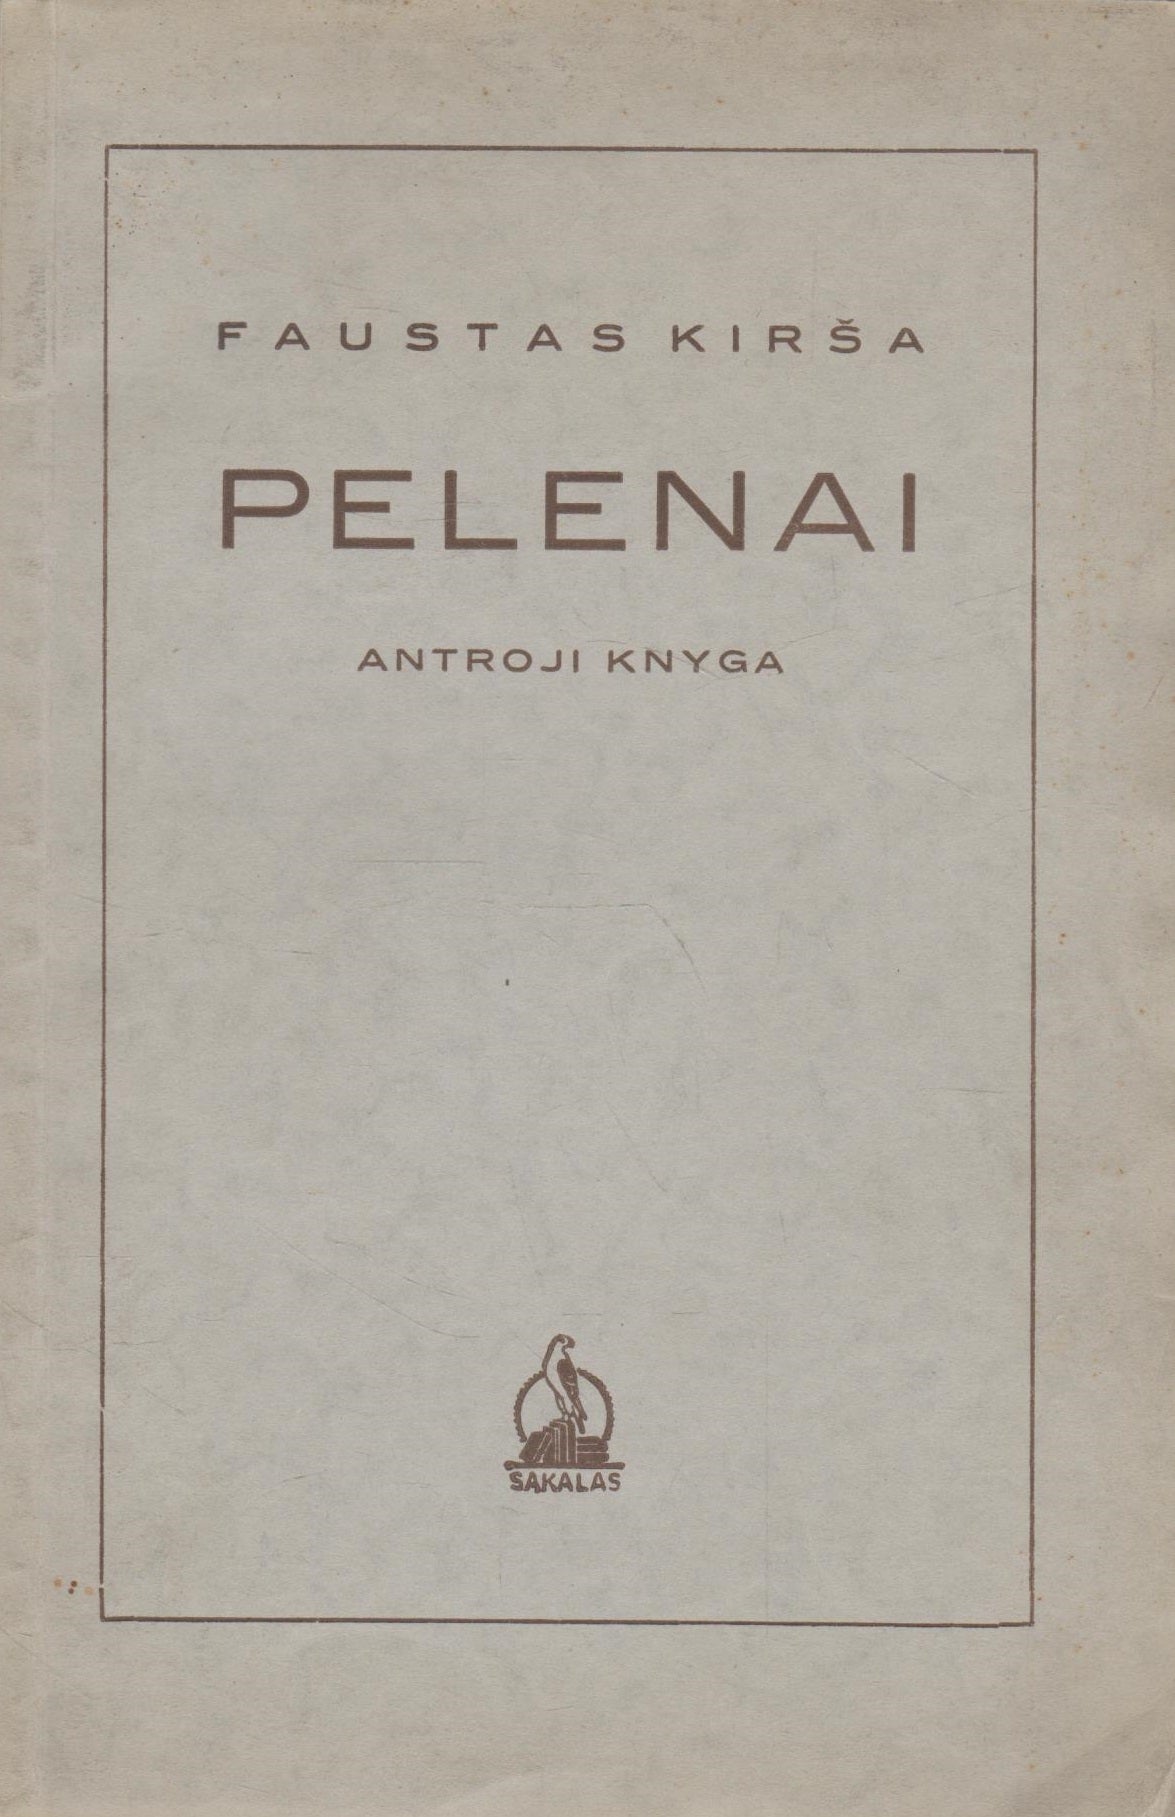 FAUSTAS KIRŠA
PELENAI
ANTROJI KNYGA
SAKALAS